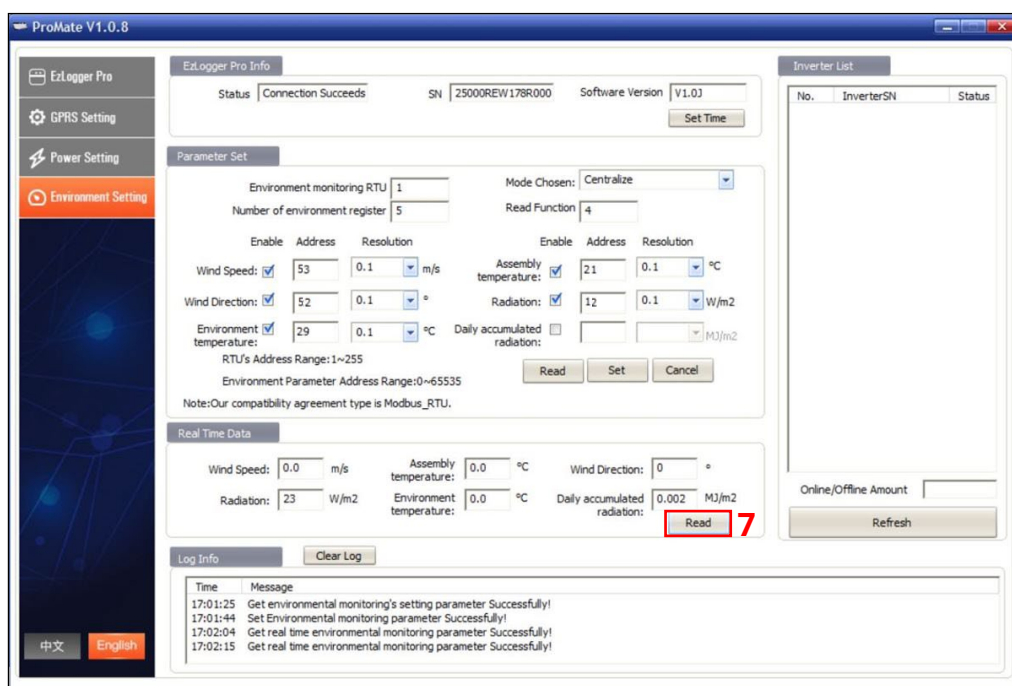 ProMate V1.0.8
EzLogger Pro
GPRS Setting
Power Setting
Environment Setting
中文 English
EzLogger Pro Info
Status Connection Succeeds SN 25000REW178R000 Software Version V1.0J
Set Time
Parameter Set
Environment monitoring RTU 1 Mode Chosen: Centralize
Number of environment register 5 Read Function 4
Enable Address Resolution Enable Address Resolution
Wind Speed: 53 0.1 m/s Assembly temperature: 21 0.1 °C
Wind Direction: 52 0.1 ° Radiation: 12 0.1 W/m2
Environment temperature: 29 0.1 °C Daily accumulated radiation: MJ/m2
RTU's Address Range:1~255
Read Set Cancel
Environment Parameter Address Range:0~65535
Note:Our compatibility agreement type is Modbus_RTU.
Real Time Data
Wind Speed: 0.0 m/s Assembly temperature: 0.0 °C Wind Direction: 0 °
Radiation: 23 W/m2 Environment temperature: 0.0 °C Daily accumulated radiation: 0.002 MJ/m2
Read 7
Log Info Clear Log
Time Message
17:01:25 Get environmental monitoring's setting parameter Successfully!
17:01:44 Set Environmental monitoring parameter Successfully!
17:02:04 Get real time environmental monitoring parameter Successfully!
17:02:15 Get real time environmental monitoring parameter Successfully!
Inverter List
No. InverterSN Status
Online/Offline Amount
Refresh